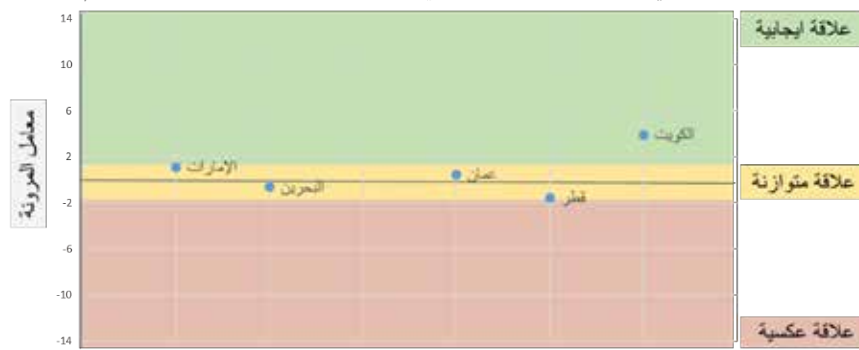 14
علاقة ايجابية
10
6
معامل المرونة
الكويت
2
الإمارات
عمان
علاقة متوازنة
البحرين
قطر
-2
-6
-10
-14
علاقة عكسية